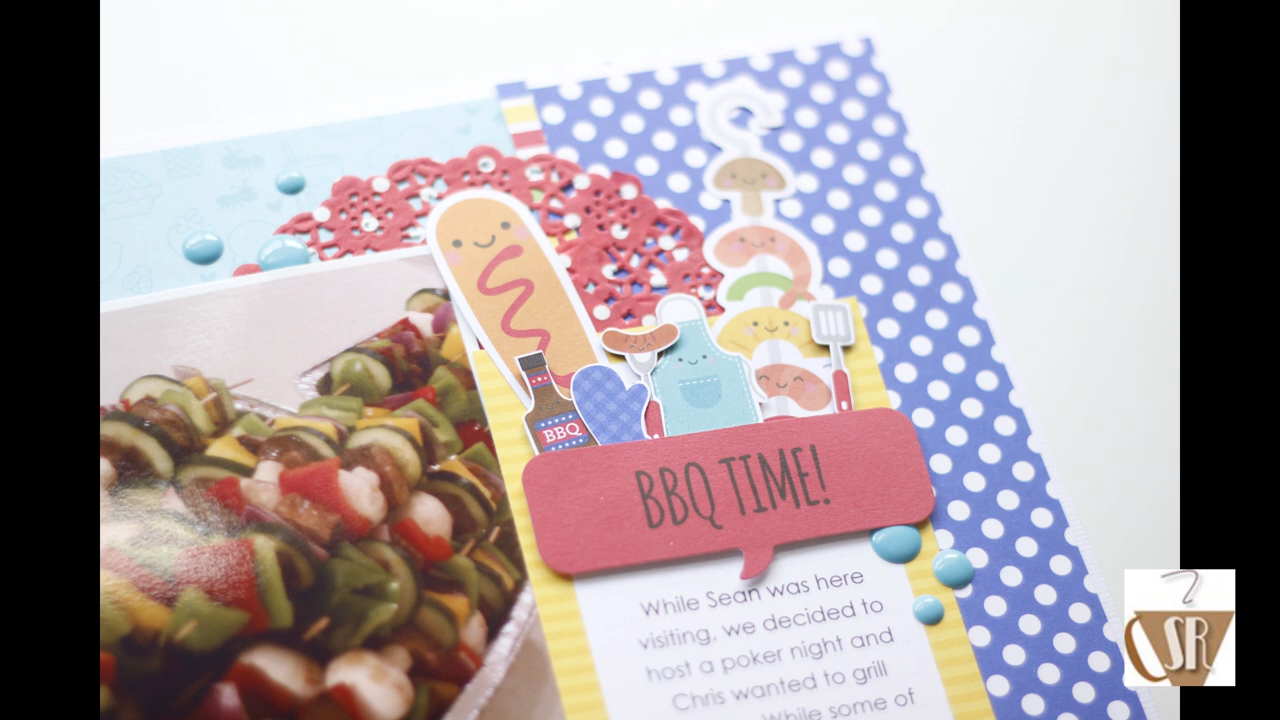 BBQ
BBQ TIME!
While Sean was here
visiting, we decided to
host a poker night and
Chris wanted to grill
While some of
SR